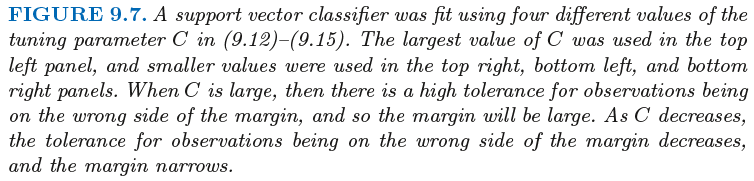 FIGURE 9.7. A support vector classifier was fit using four different values of the
tuning parameter C in (9.12)–(9.15). The largest value of C was used in the top
left panel, and smaller values were used in the top right, bottom left, and bottom
right panels. When C is large, then there is a high tolerance for observations being
on the wrong side of the margin, and so the margin will be large. As C decreases,
the tolerance for observations being on the wrong side of the margin decreases,
and the margin narrows.